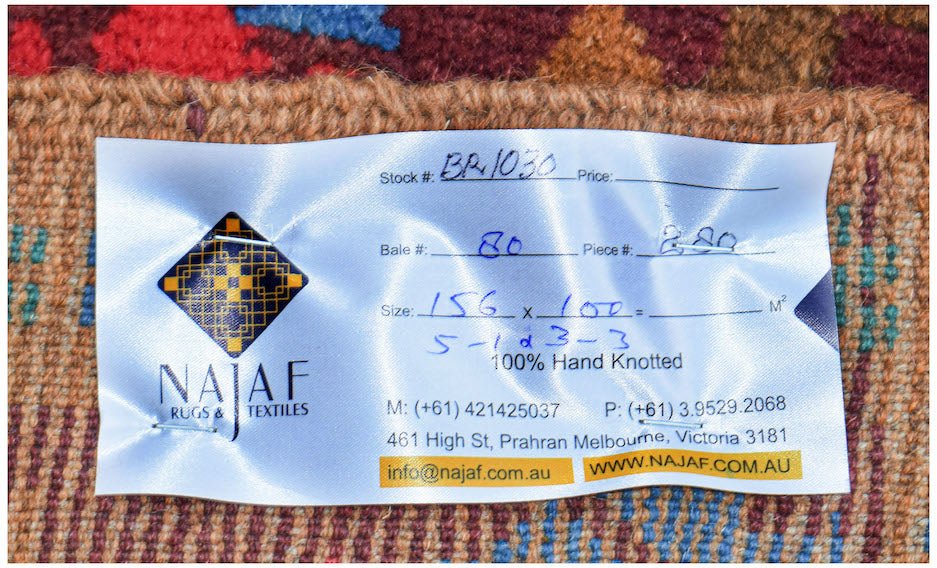 Stock #: BR1030 Price:
Bale #: 80 Piece #: 280
Size: 156 x 100 = M²
5-1 x 3-3
100% Hand Knotted
NAJAF
RUGS & TEXTILES
M: (+61) 421425037 P: (+61) 3.9529.2068
461 High St, Prahran Melbourne, Victoria 3181
info@najaf.com.au WWW.NAJAF.COM.AU